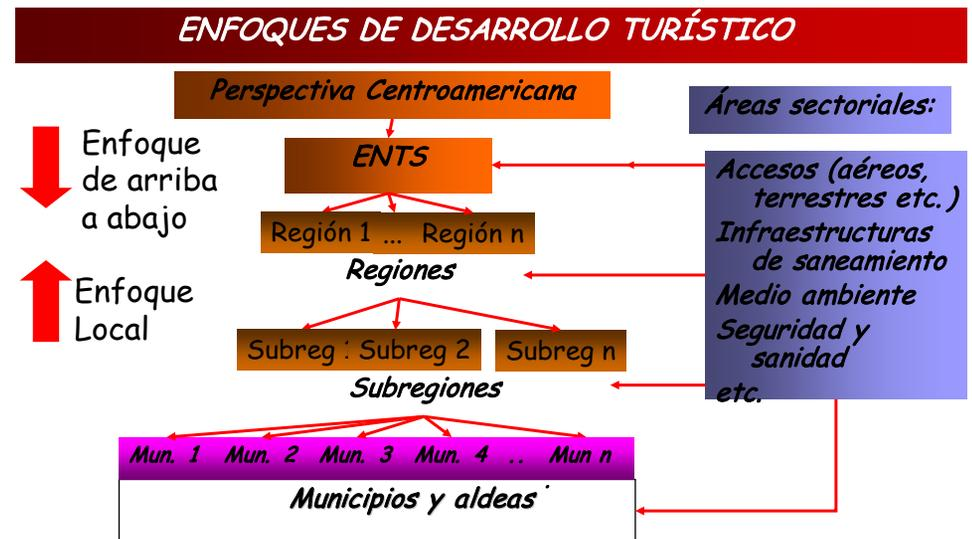 ENFOQUES DE DESARROLLO TURÍSTICO
Perspectiva Centroamericana
Áreas sectoriales:
Enfoque
de arriba
a abajo
ENTS
Accesos (aéreos,
terrestres etc.)
Infraestructuras
de saneamiento
Medio ambiente
Seguridad y
sanidad
etc.
Región 1 ... Región n
Regiones
Enfoque
Local
Subreg Subreg 2 Subreg n
Subregiones
Mun. 1 Mun. 2 Mun. 3 Mun. 4 .. Mun n
Municipios y aldeas